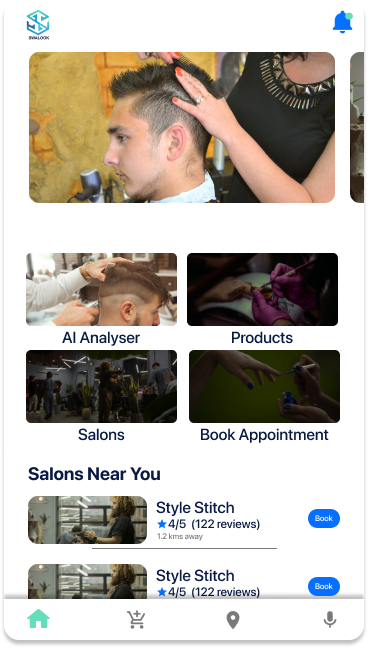 SWALOOK
AI Analyser
Products
Salons
Book Appointment
Salons Near You
Style Stitch
4/5 (122 reviews)
1.2 kms away
Book
Style Stitch
4/5 (122 reviews)
Book